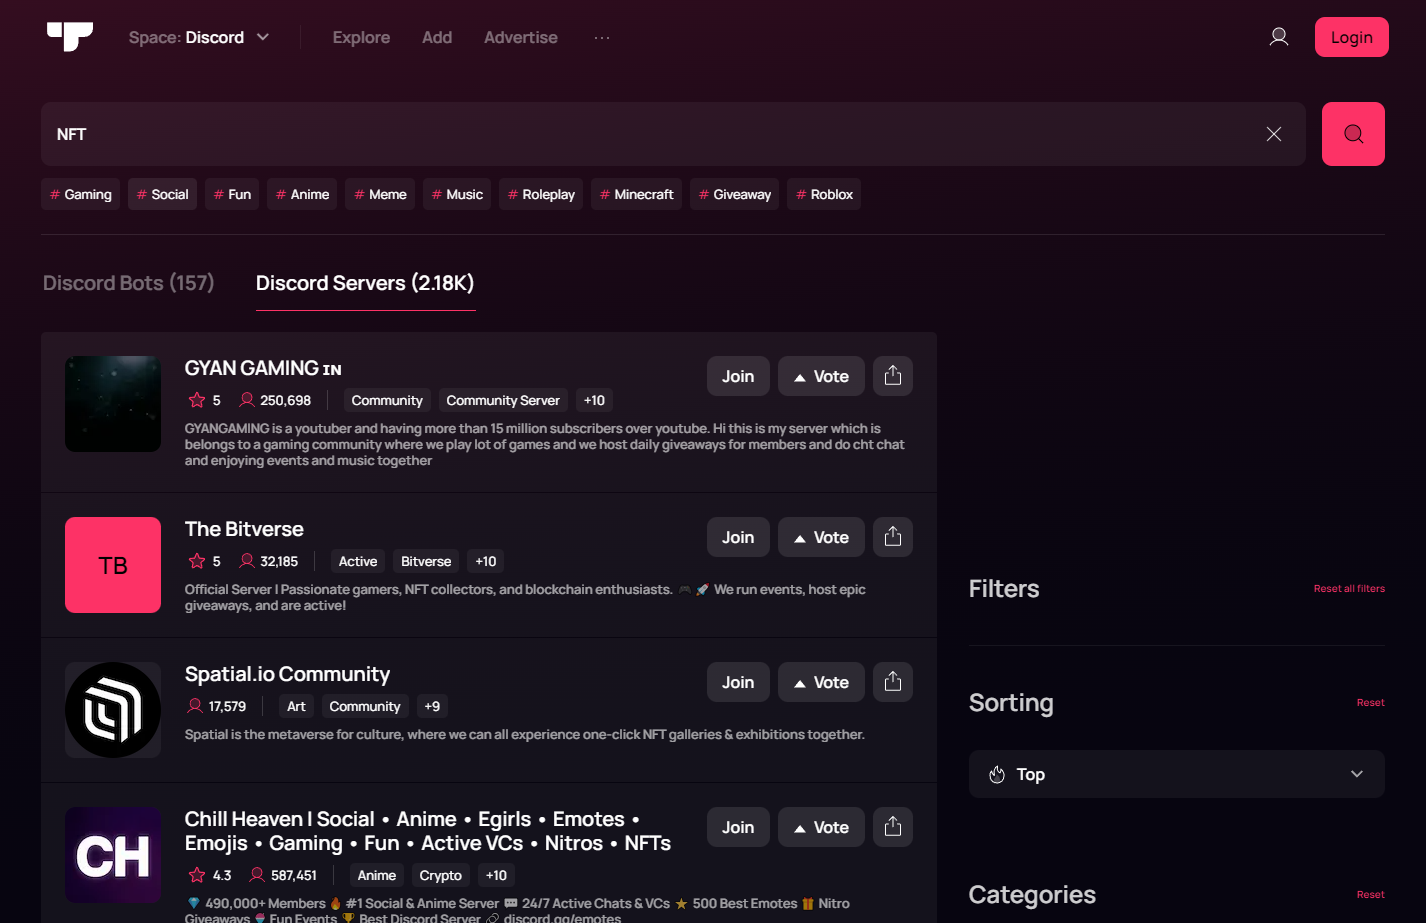 Space: Discord
Explore
Add
Advertise
...
Login
NFT
# Gaming
# Social
# Fun
# Anime
# Meme
# Music
# Roleplay
# Minecraft
# Giveaway
# Roblox
Discord Bots (157)
Discord Servers (2.18K)
GYAN GAMING ɪɴ
5
250,698
Community
Community Server
+10
Join
Vote
GYANGAMING is a youtuber and having more than 15 million subscribers over youtube. Hi this is my server which is
belongs to a gaming community where we play lot of games and we host daily giveaways for members and do cht chat
and enjoying events and music together
TB
The Bitverse
5
32,185
Active
Bitverse
+10
Join
Vote
Official Server | Passionate gamers, NFT collectors, and blockchain enthusiasts. 🎮 🚀 We run events, host epic
giveaways, and are active!
Spatial.io Community
17,579
Art
Community
+9
Join
Vote
Spatial is the metaverse for culture, where we can all experience one-click NFT galleries & exhibitions together.
CH
Chill Heaven | Social • Anime • Egirls • Emotes •
Emojis • Gaming • Fun • Active VCs • Nitros • NFTs
4.3
587,451
Anime
Crypto
+10
Join
Vote
💎 490,000+ Members 🔥 #1 Social & Anime Server 💬 24/7 Active Chats & VCs ⭐ 500 Best Emotes 🎁 Nitro
Giveaways 🧁 Fun Events 🏆 Best Discord Server 🔗 discord.gg/emotes
Filters
Reset all filters
Sorting
Reset
Top
Categories
Reset